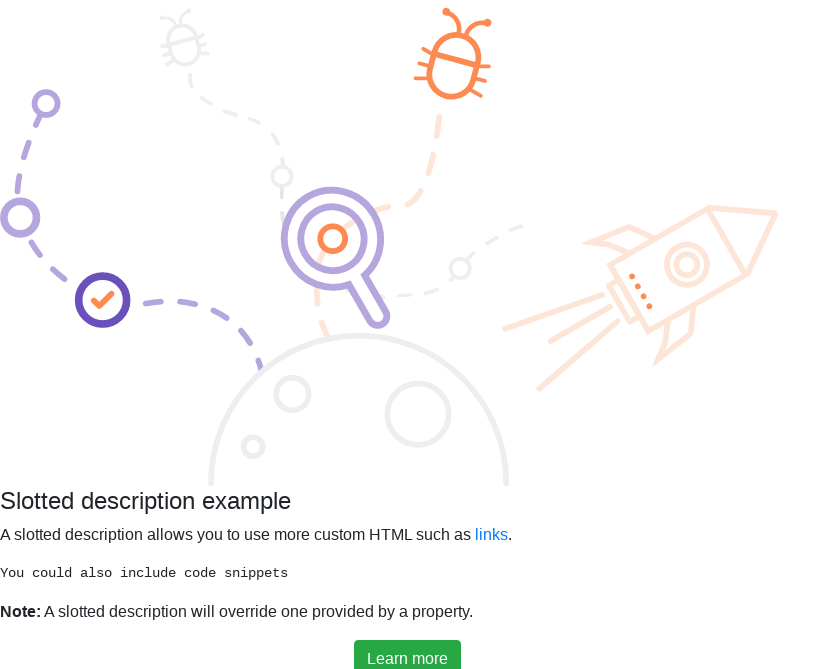 Slotted description example
A slotted description allows you to use more custom HTML such as links.
You could also include code snippets
Note: A slotted description will override one provided by a property.
Learn more